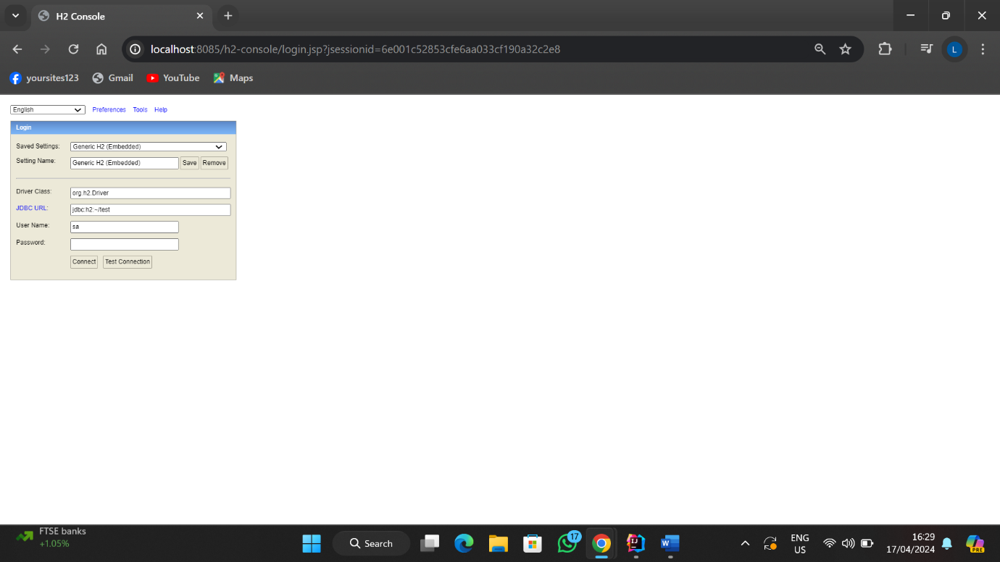 H2 Console
localhost:8085/h2-console/login.jsp?jsessionid=6e001c52853cfe6aa033cf190a32c2e8
L
yoursites123 Gmail YouTube Maps
English Preferences Tools Help
Login
Saved Settings: Generic H2 (Embedded)
Setting Name: Generic H2 (Embedded) Save Remove
Driver Class: org.h2.Driver
JDBC URL: jdbc:h2:~/test
User Name: sa
Password:
Connect Test Connection
FTSE banks
+1.05%
Search
17
IJ
W
ENG
US
16:29
17/04/2024
PRE